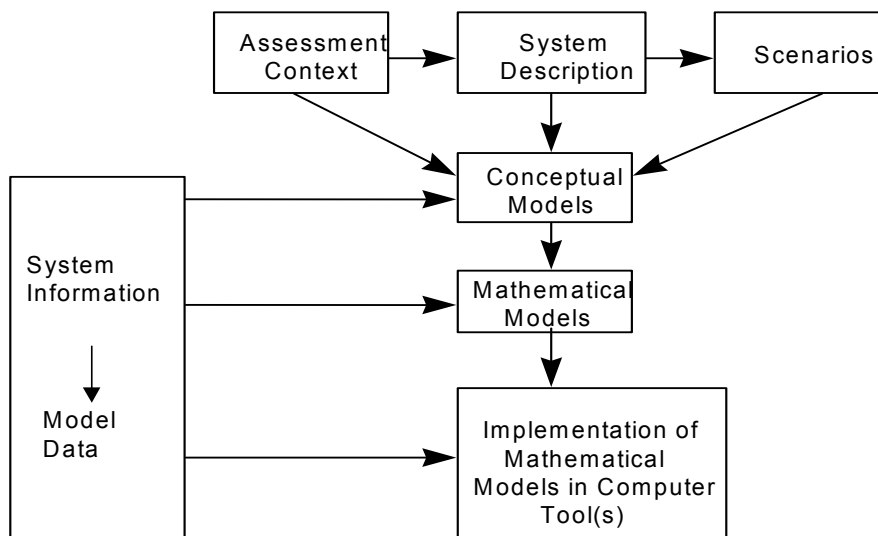 Assessment
Context
System
Description
Scenarios
Conceptual
Models
System
Information
Mathematical
Models
Model
Data
Implementation of
Mathematical
Models in Computer
Tool(s)